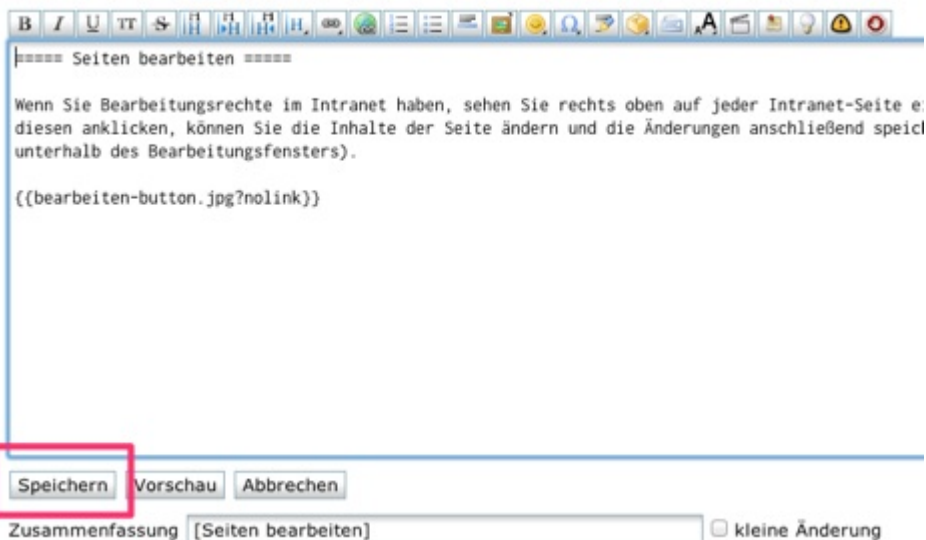 B I U TT S
===== Seiten bearbeiten =====
Wenn Sie Bearbeitungsrechte im Intranet haben, sehen Sie rechts oben auf jeder Intranet-Seite
diesen anklicken, können Sie die Inhalte der Seite ändern und die Änderungen anschließend
unterhalb des Bearbeitungsfensters).
{{bearbeiten-button.jpg?nolink}}
Speichern Vorschau Abbrechen
Zusammenfassung [Seiten bearbeiten] kleine Änderung